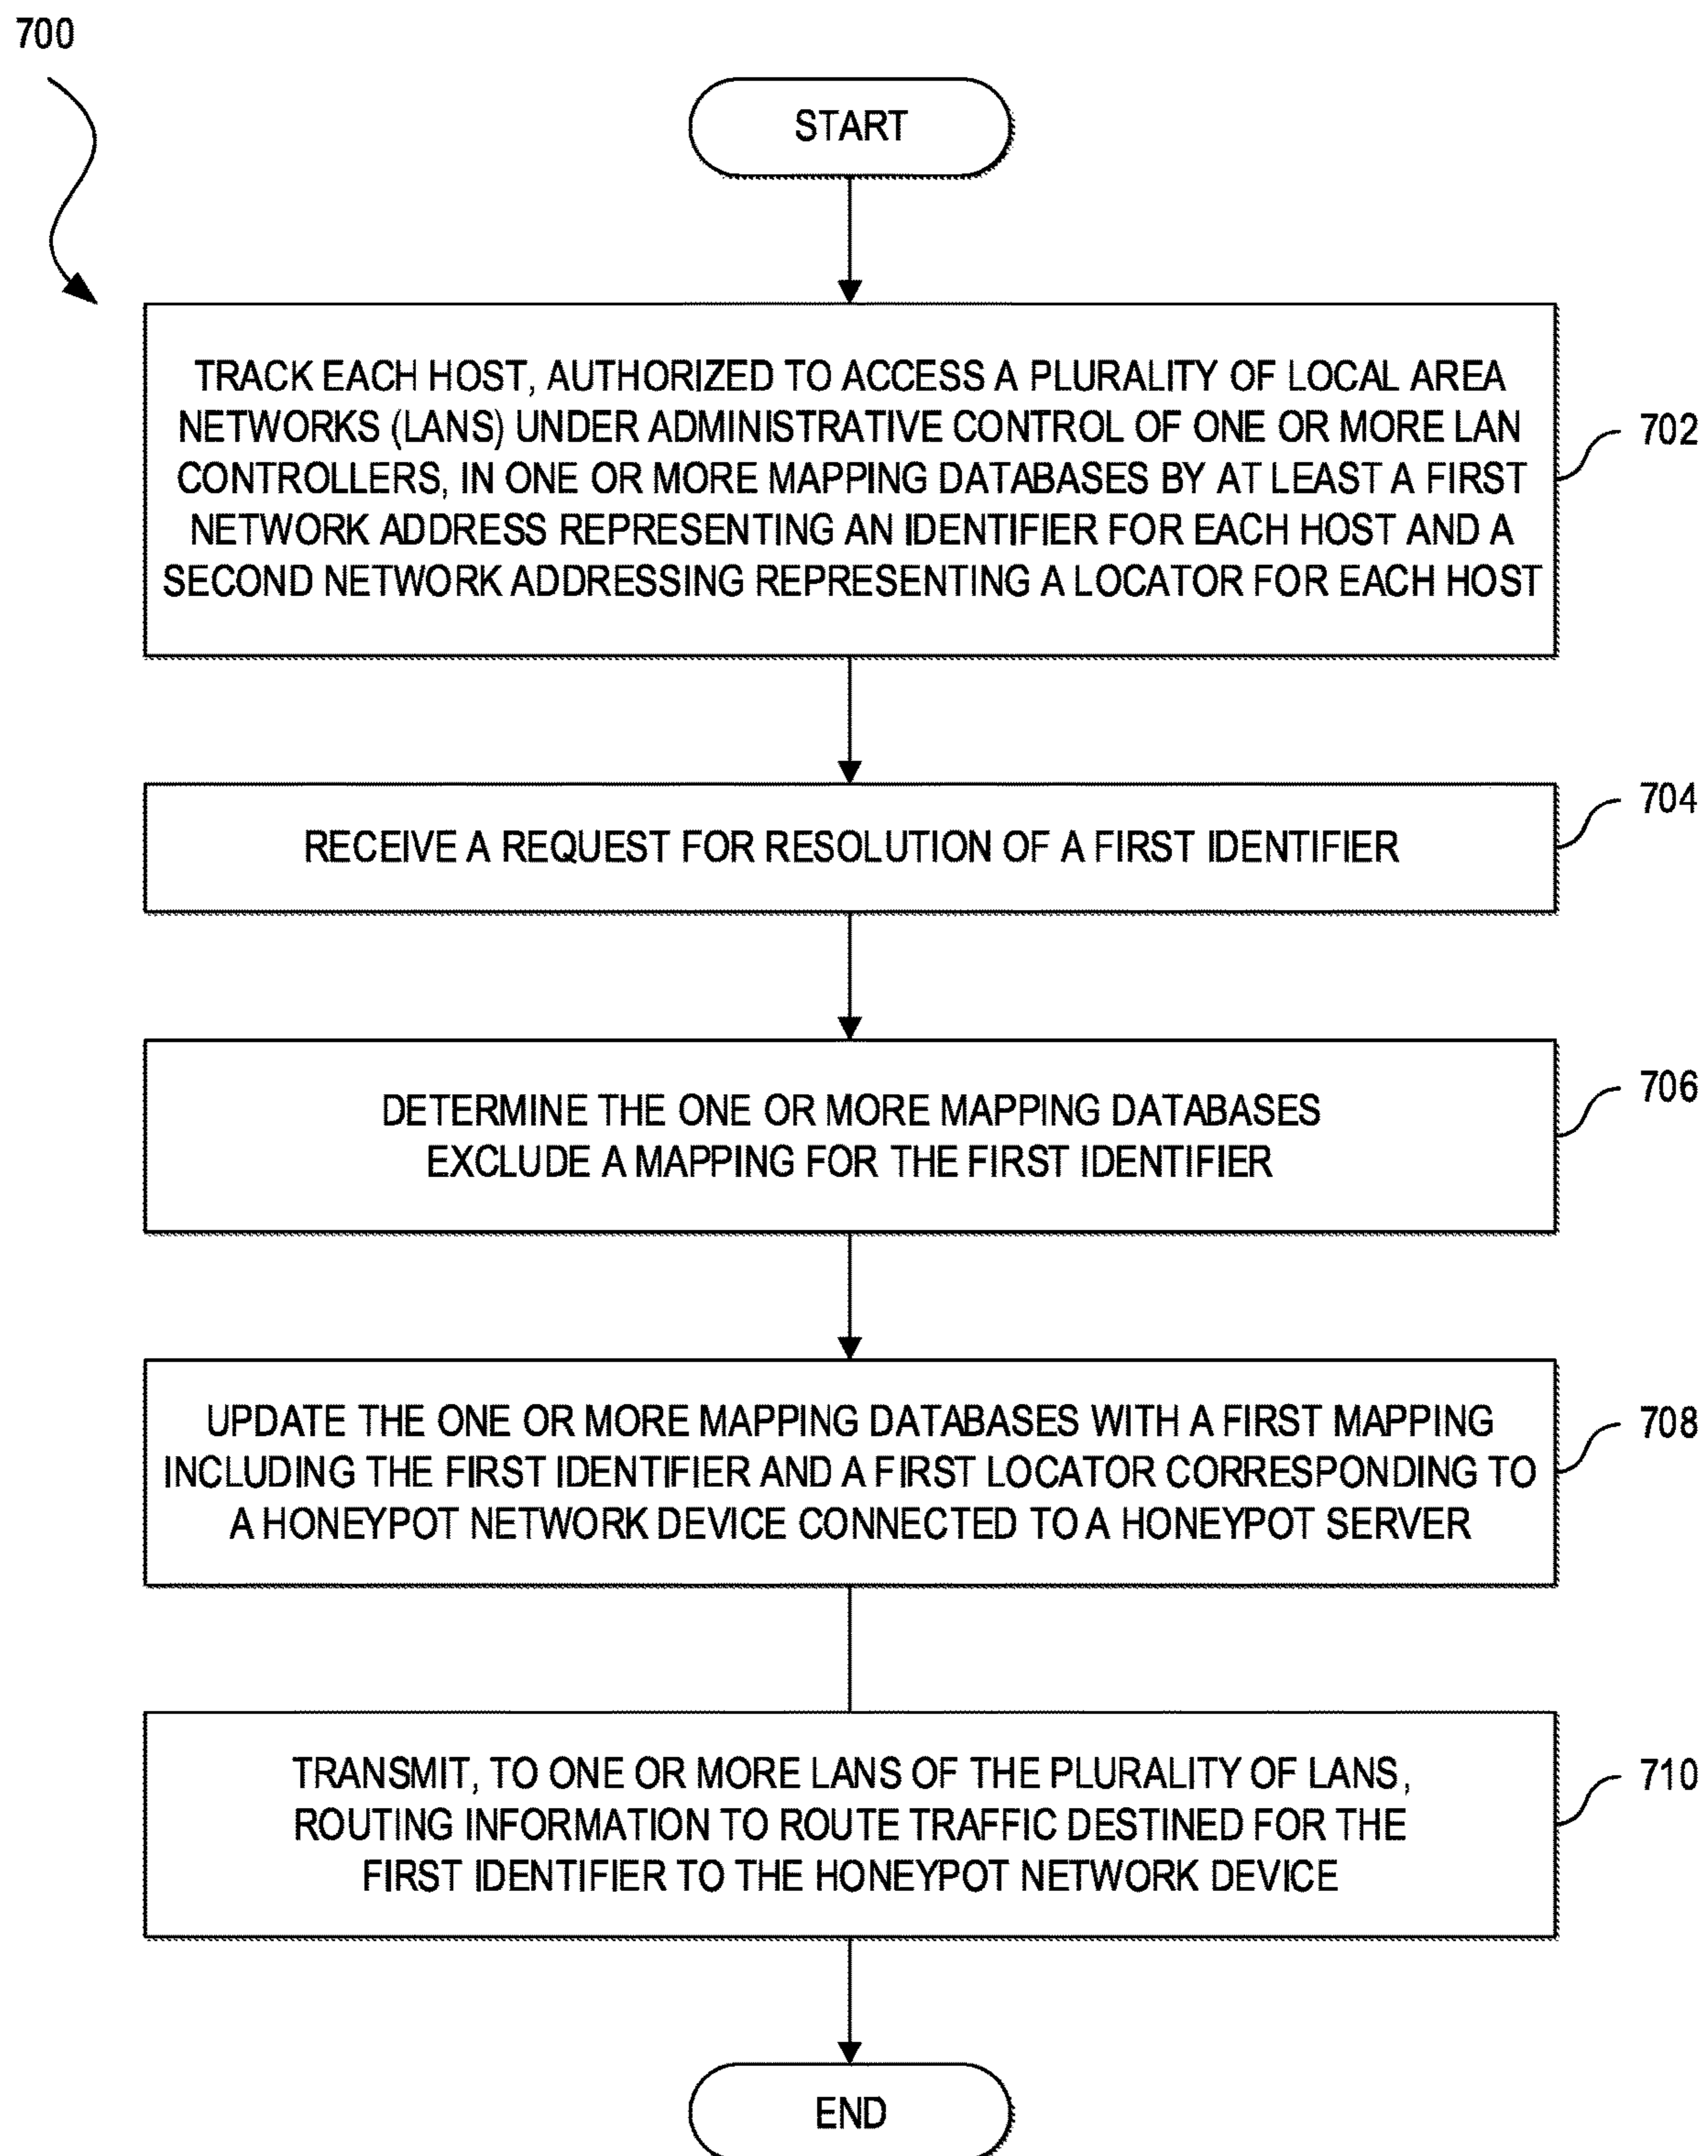 700
START
TRACK EACH HOST, AUTHORIZED TO ACCESS A PLURALITY OF LOCAL AREA
NETWORKS (LANS) UNDER ADMINISTRATIVE CONTROL OF ONE OR MORE LAN
CONTROLLERS, IN ONE OR MORE MAPPING DATABASES BY AT LEAST A FIRST
NETWORK ADDRESS REPRESENTING AN IDENTIFIER FOR EACH HOST AND A
SECOND NETWORK ADDRESSING REPRESENTING A LOCATOR FOR EACH HOST
702
RECEIVE A REQUEST FOR RESOLUTION OF A FIRST IDENTIFIER
704
DETERMINE THE ONE OR MORE MAPPING DATABASES
EXCLUDE A MAPPING FOR THE FIRST IDENTIFIER
706
UPDATE THE ONE OR MORE MAPPING DATABASES WITH A FIRST MAPPING
INCLUDING THE FIRST IDENTIFIER AND A FIRST LOCATOR CORRESPONDING TO
A HONEYPOT NETWORK DEVICE CONNECTED TO A HONEYPOT SERVER
708
TRANSMIT, TO ONE OR MORE LANS OF THE PLURALITY OF LANS,
ROUTING INFORMATION TO ROUTE TRAFFIC DESTINED FOR THE
FIRST IDENTIFIER TO THE HONEYPOT NETWORK DEVICE
710
END